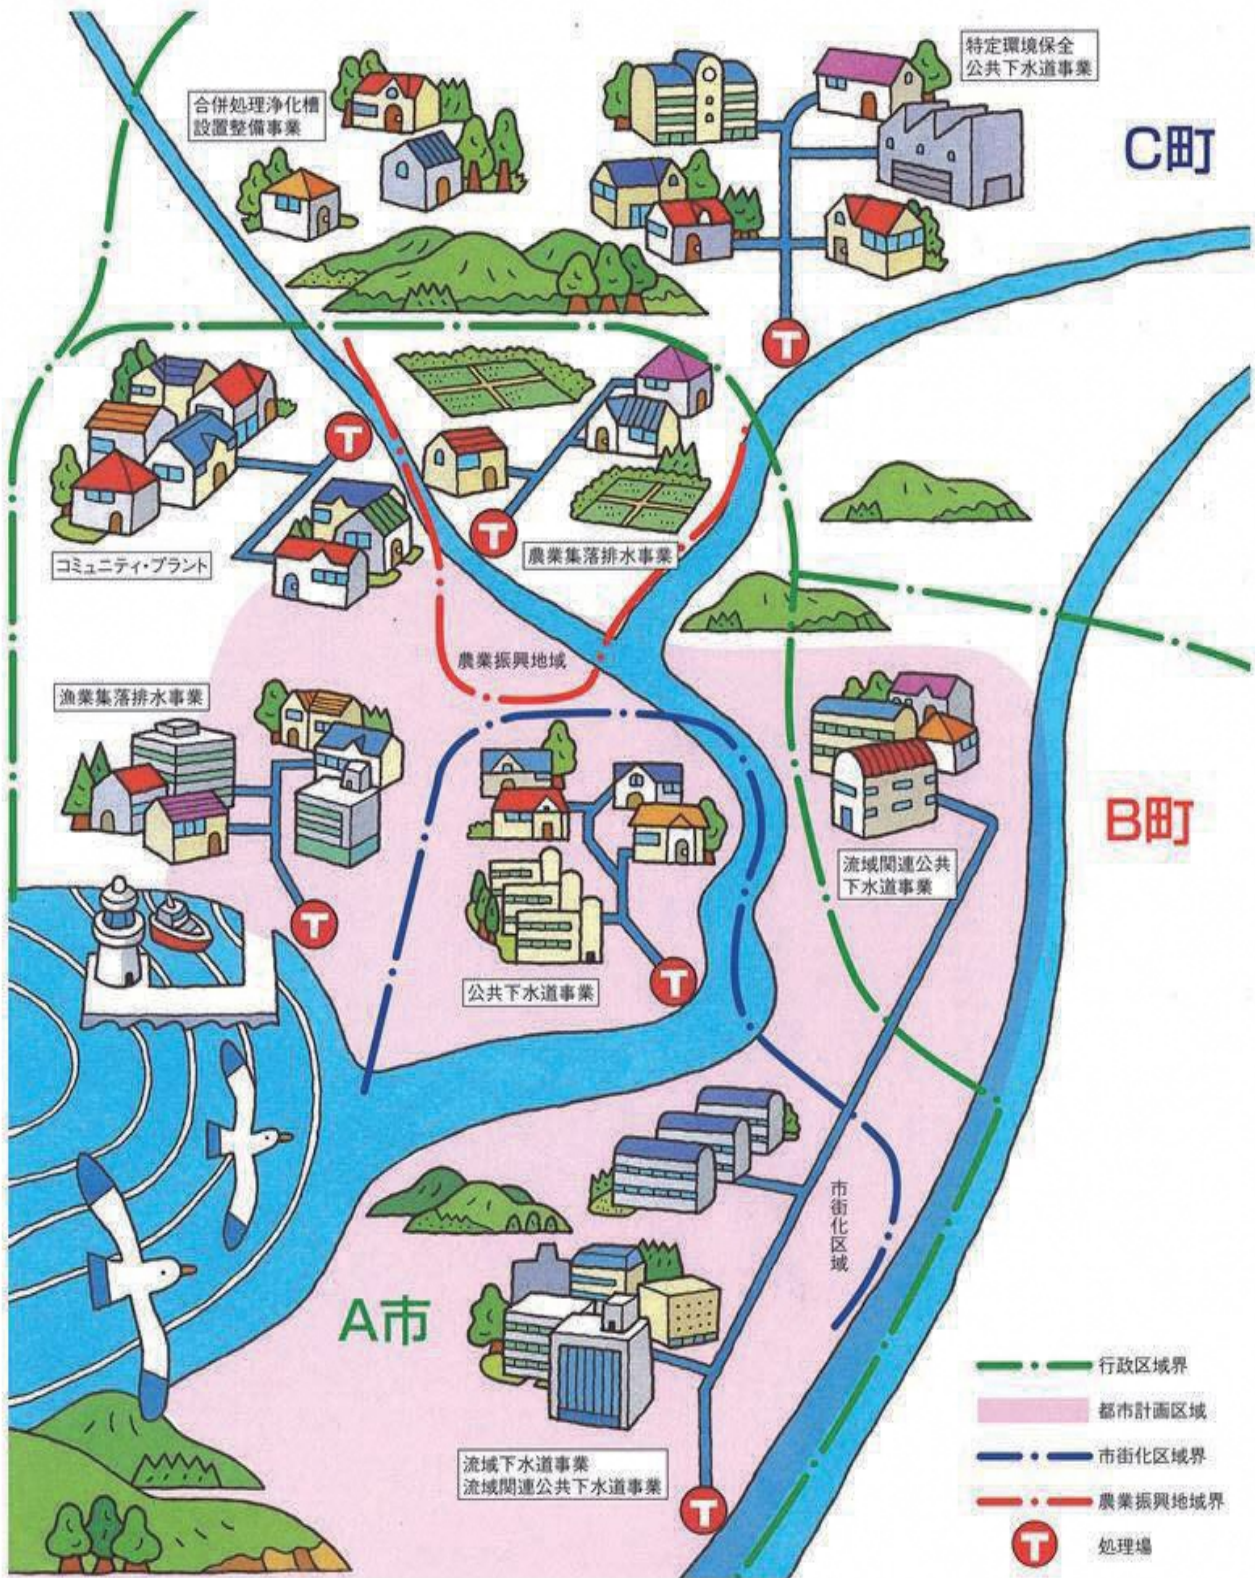 特定環境保全
公共下水道事業
合併処理浄化槽
設置整備事業
C町
T
T
T
コミュニティ・プラント
農業集落排水事業
農業振興地域
漁業集落排水事業
B町
流域関連公共
下水道事業
T
T
公共下水道事業
市街化区域
A市
流域下水道事業
流域関連公共下水道事業
T
行政区域界
都市計画区域
市街化区域界
農業振興地域界
T
処理場